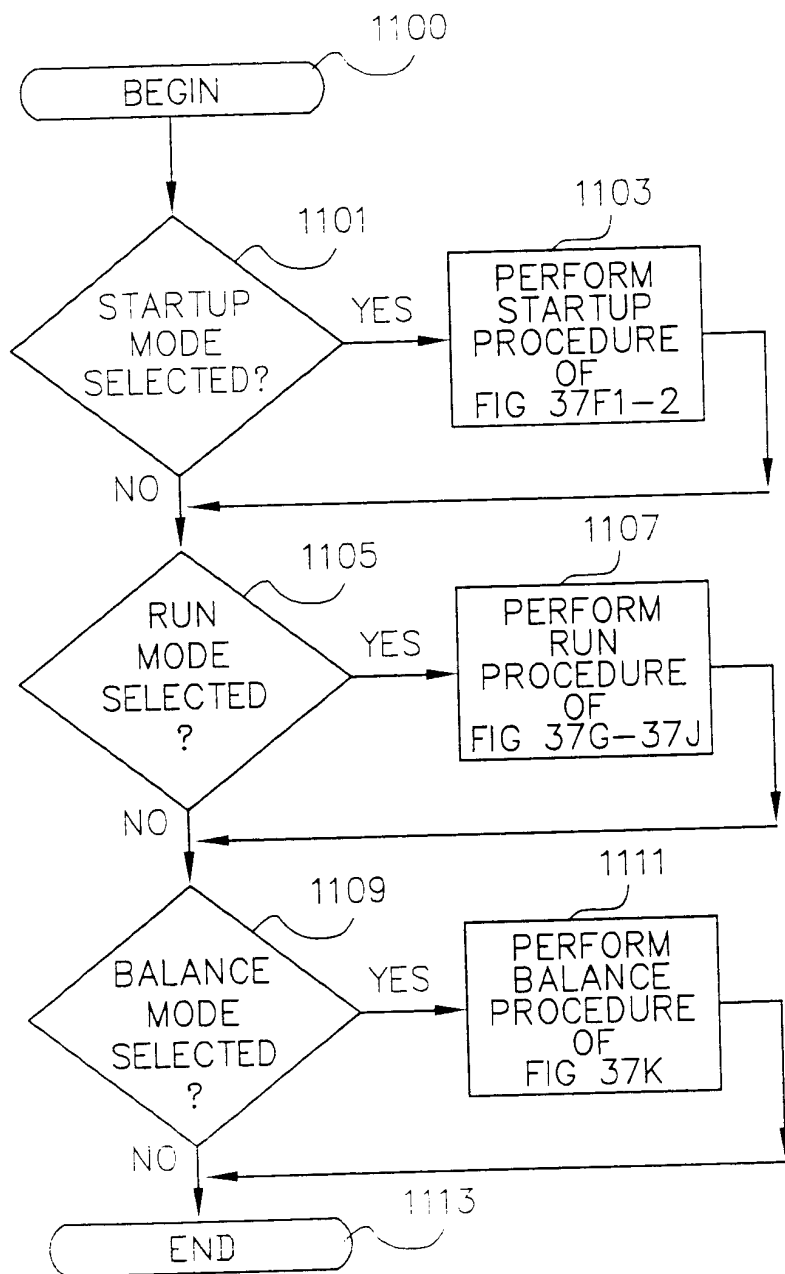 1100
BEGIN
1101
STARTUP
MODE
SELECTED?
YES
1103
PERFORM
STARTUP
PROCEDURE
OF
FIG 37F1-2
NO
1105
RUN
MODE
SELECTED
?
YES
1107
PERFORM
RUN
PROCEDURE
OF
FIG 37G-37J
NO
1109
BALANCE
MODE
SELECTED
?
YES
1111
PERFORM
BALANCE
PROCEDURE
OF
FIG 37K
NO
1113
END